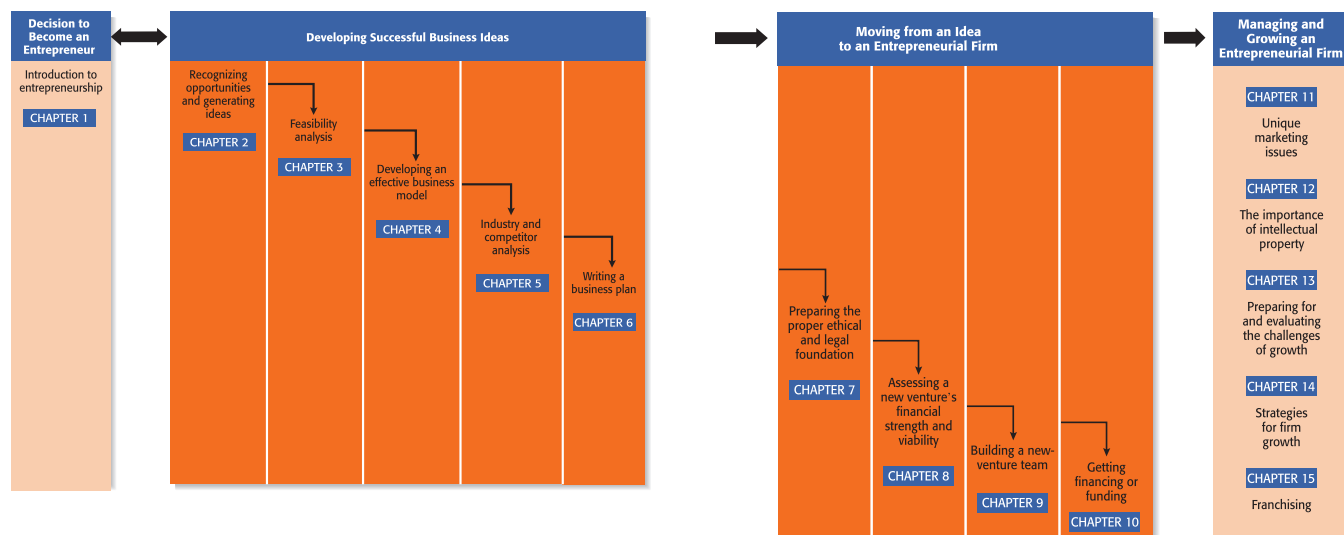 Decision to
Become an
Entrepreneur
Introduction to
entrepreneurship
CHAPTER 1
Developing Successful Business Ideas
Recognizing
opportunities
and generating
ideas
CHAPTER 2
Feasibility
analysis
CHAPTER 3
Developing an
effective business
model
CHAPTER 4
Industry and
competitor
analysis
CHAPTER 5
Writing a
business plan
CHAPTER 6
Moving from an Idea
to an Entrepreneurial Firm
Preparing the
proper ethical
and legal
foundation
CHAPTER 7
Assessing a
new venture's
financial
strength and
viability
CHAPTER 8
Building a new-
venture team
CHAPTER 9
Getting
financing or
funding
CHAPTER 10
Managing and
Growing an
Entrepreneurial Firm
CHAPTER 11
Unique
marketing
issues
CHAPTER 12
The importance
of intellectual
property
CHAPTER 13
Preparing for
and evaluating
the challenges
of growth
CHAPTER 14
Strategies
for firm
growth
CHAPTER 15
Franchising